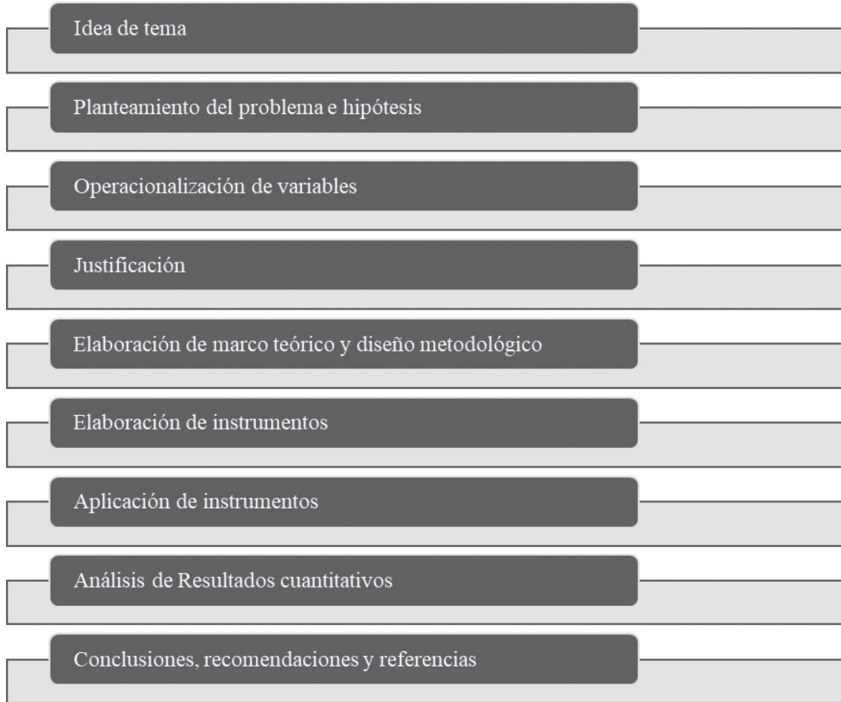 Idea de tema
Planteamiento del problema e hipótesis
Operacionalización de variables
Justificación
Elaboración de marco teórico y diseño metodológico
Elaboración de instrumentos
Aplicación de instrumentos
Análisis de Resultados cuantitativos
Conclusiones, recomendaciones y referencias